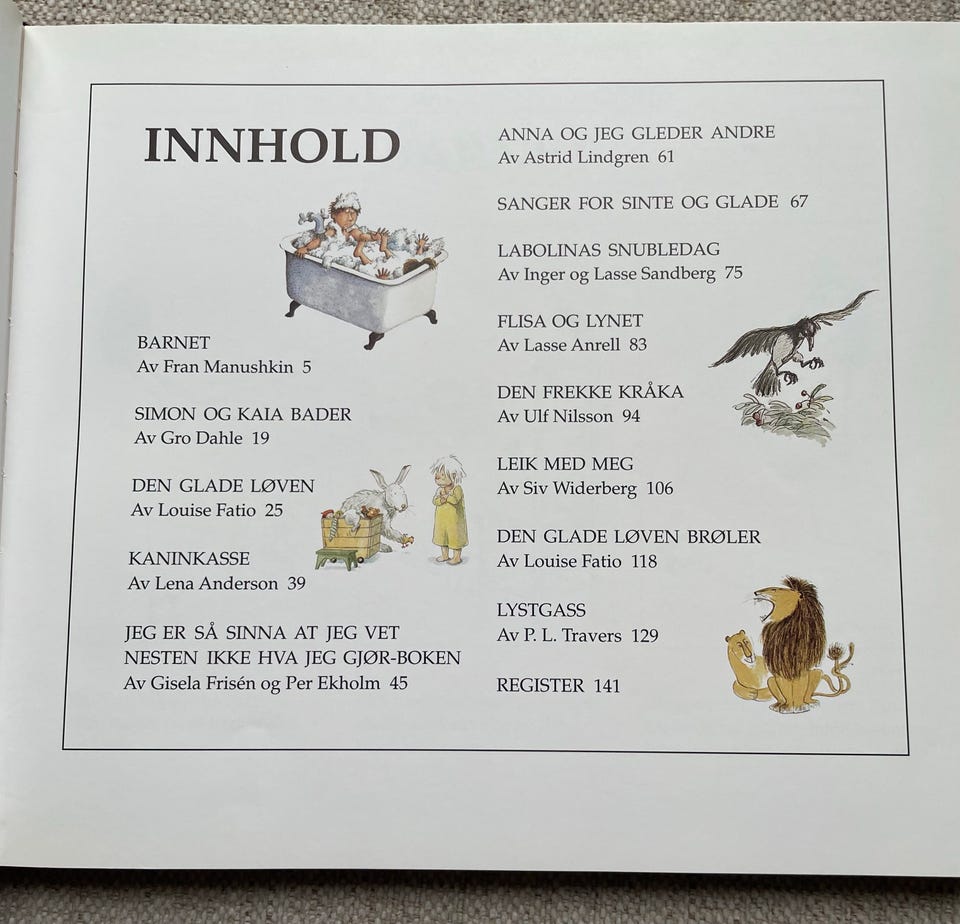 INNHOLD
BARNET
Av Fran Manushkin 5
SIMON OG KAIA BADER
Av Gro Dahle 19
DEN GLADE LØVEN
Av Louise Fatio 25
KANINKASSE
Av Lena Anderson 39
JEG ER SÅ SINNA AT JEG VET
NESTEN IKKE HVA JEG GJØR-BOKEN
Av Gisela Frisén og Per Ekholm 45
ANNA OG JEG GLEDER ANDRE
Av Astrid Lindgren 61
SANGER FOR SINTE OG GLADE 67
LABOLINAS SNUBLEDAG
Av Inger og Lasse Sandberg 75
FLISA OG LYNET
Av Lasse Anrell 83
DEN FREKKE KRÅKA
Av Ulf Nilsson 94
LEIK MED MEG
Av Siv Widerberg 106
DEN GLADE LØVEN BRØLER
Av Louise Fatio 118
LYSTGASS
Av P. L. Travers 129
REGISTER 141